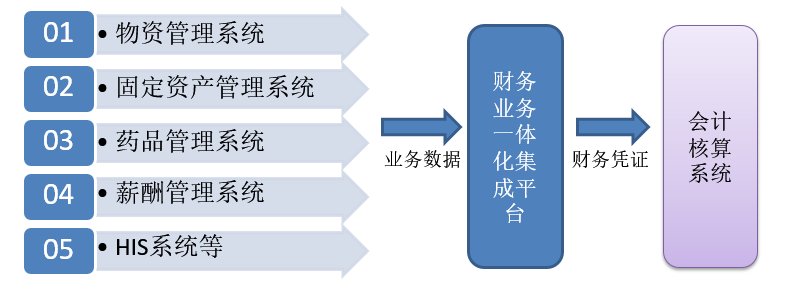 01
• 物资管理系统
02
• 固定资产管理系统
03
• 药品管理系统
04
• 薪酬管理系统
05
• HIS系统等
业务数据
财务
业务
一体
化集
成平
台
财务凭证
会计
核算
系统